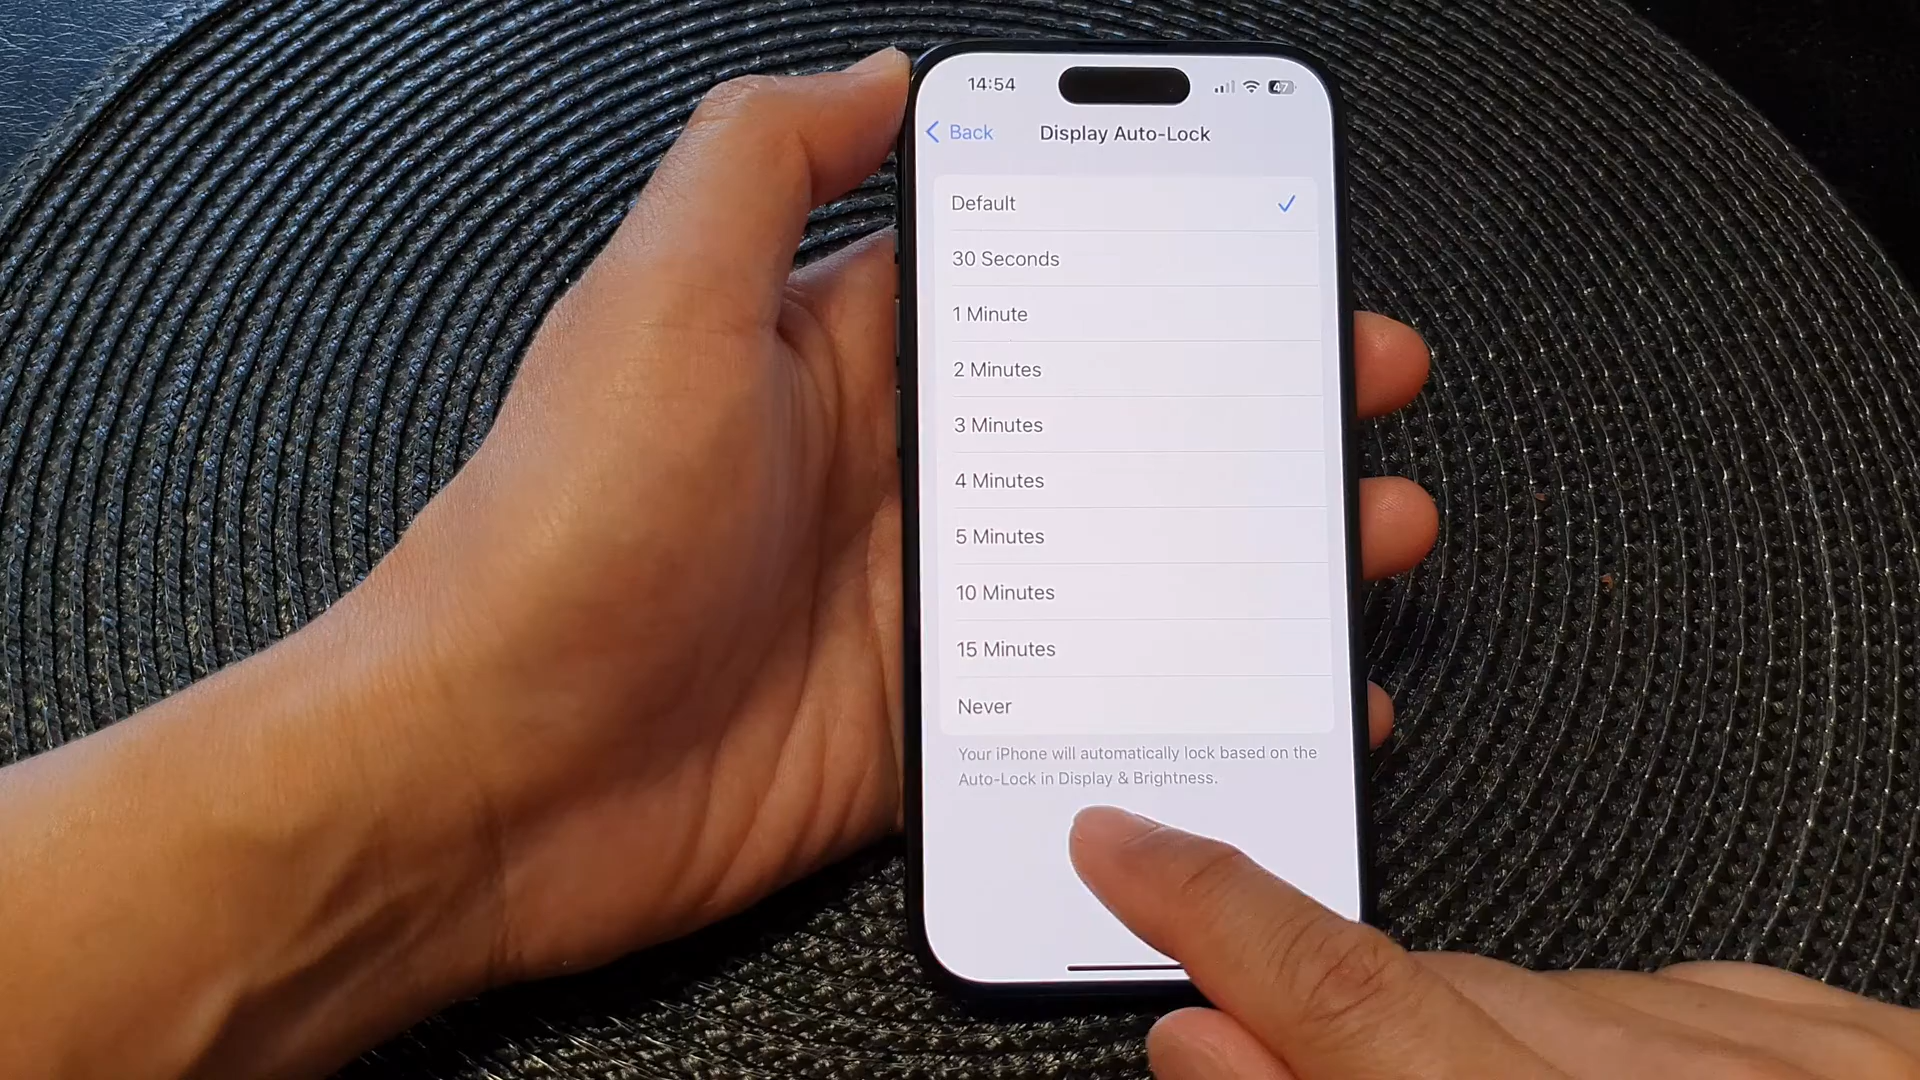 14:54
47
Back
Display Auto-Lock
Default
30 Seconds
1 Minute
2 Minutes
3 Minutes
4 Minutes
5 Minutes
10 Minutes
15 Minutes
Never
Your iPhone will automatically lock based on the
Auto-Lock in Display & Brightness.